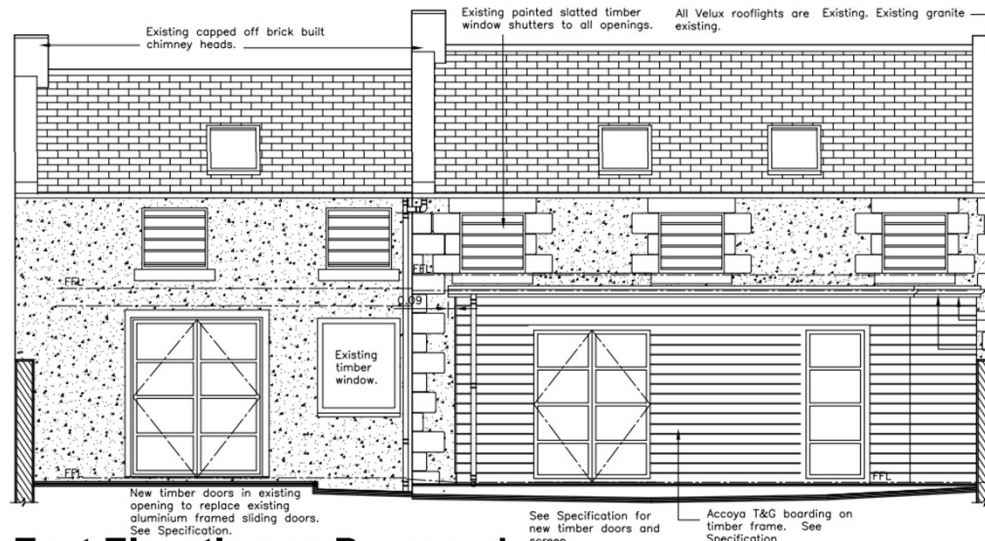 Existing capped off brick built
chimney heads.
Existing painted slatted timber
window shutters to all openings.
All Velux rooflights are
existing.
Existing. Existing granite
FFL
FFL
0.09
Existing
timber
window.
FFL
FFL
New timber doors in existing
opening to replace existing
aluminium framed sliding doors.
See Specification.
See Specification for
new timber doors and
screen
Accoya T&G boarding on
timber frame. See
Specification